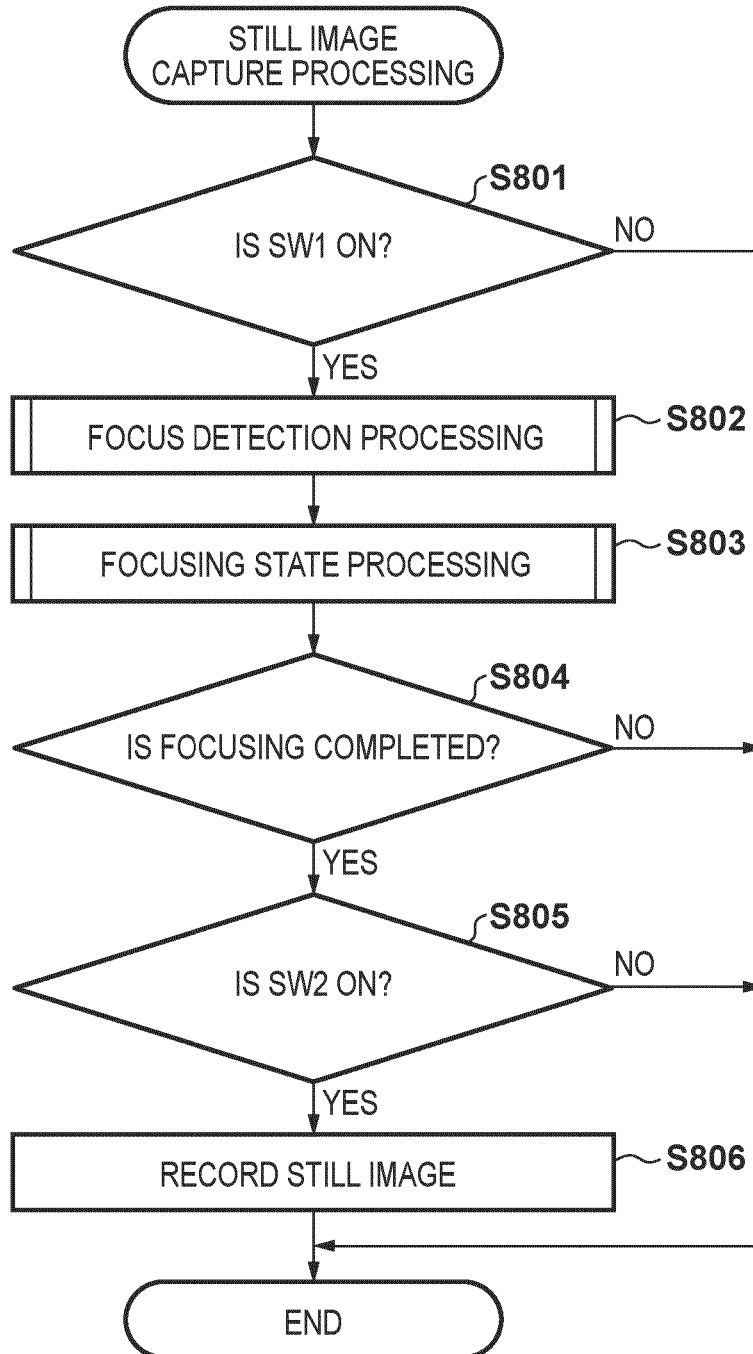 STILL IMAGE
CAPTURE PROCESSING
S801
IS SW1 ON?
NO
YES
FOCUS DETECTION PROCESSING
S802
FOCUSING STATE PROCESSING
S803
S804
IS FOCUSING COMPLETED?
NO
YES
S805
IS SW2 ON?
NO
YES
RECORD STILL IMAGE
S806
END